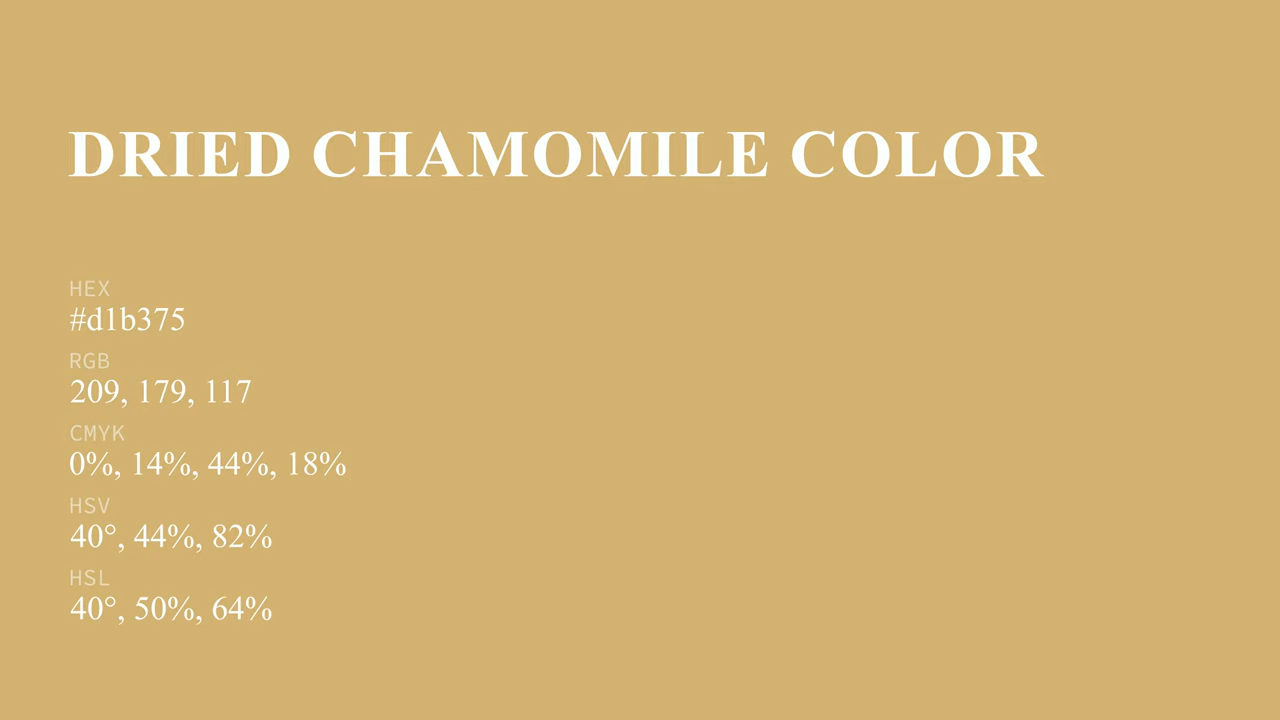 DRIED CHAMOMILE COLOR
HEX
#d1b375
RGB
209, 179, 117
CMYK
0%, 14%, 44%, 18%
HSV
40°, 44%, 82%
HSL
40°, 50%, 64%